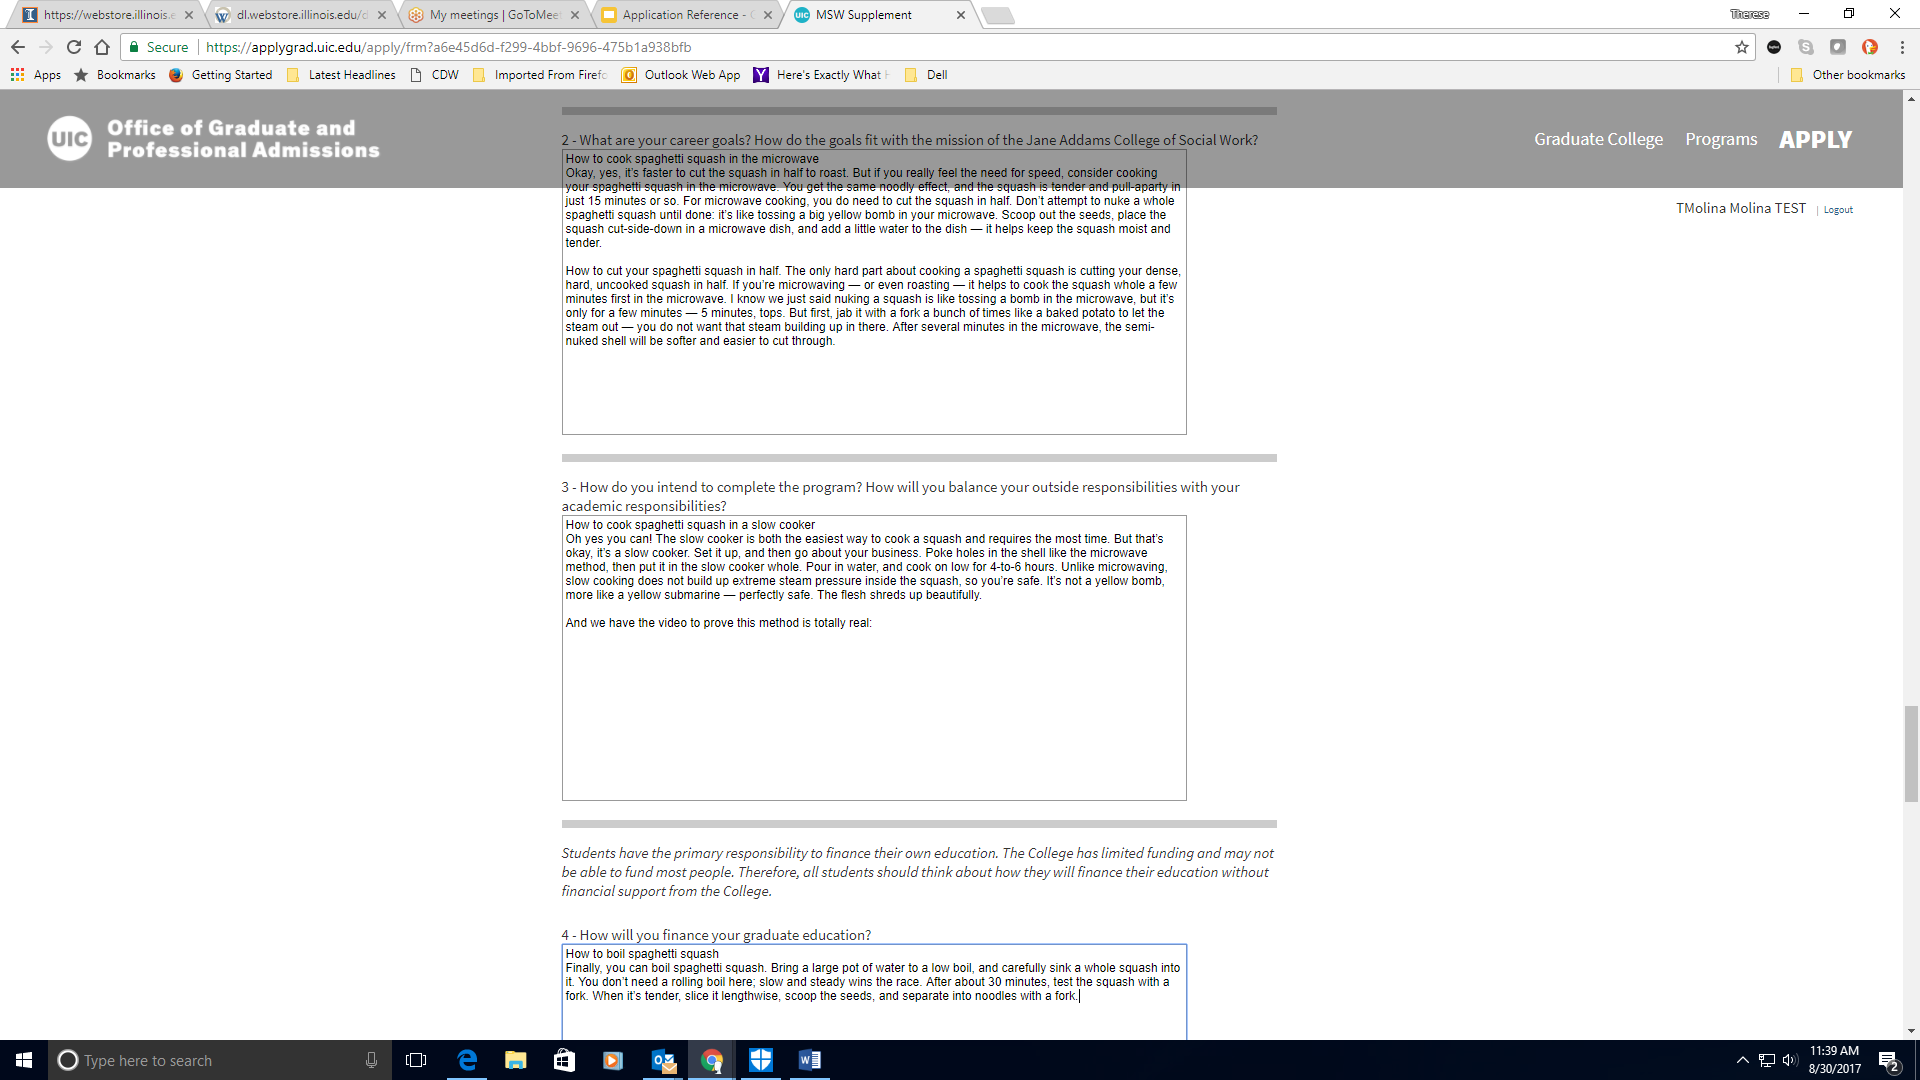 https://webstore.illinois.e
dl.webstore.illinois.edu/d
My meetings | GoToMeet
Application Reference - G
UIC
MSW Supplement
Therese
Secure
https://applygrad.uic.edu/apply/frm?a6e45d6d-f299-4bbf-9696-475b1a938bfb
Apps
Bookmarks
Getting Started
Latest Headlines
CDW
Imported From Firefo
Outlook Web App
Here's Exactly What H
Dell
Other bookmarks
UIC
Office of Graduate and
Professional Admissions
Graduate College
Programs
APPLY
TMolina Molina TEST | Logout
2 - What are your career goals? How do the goals fit with the mission of the Jane Addams College of Social Work?
How to cook spaghetti squash in the microwave
Okay, yes, it’s faster to cut the squash in half to roast. But if you really feel the need for speed, consider cooking
your spaghetti squash in the microwave. You get the same noodly effect, and the squash is tender and pull-aparty in
just 15 minutes or so. For microwave cooking, you do need to cut the squash in half. Don’t attempt to nuke a whole
spaghetti squash until done: it’s like tossing a big yellow bomb in your microwave. Scoop out the seeds, place the
squash cut-side-down in a microwave dish, and add a little water to the dish — it helps keep the squash moist and
tender.
How to cut your spaghetti squash in half. The only hard part about cooking a spaghetti squash is cutting your dense,
hard, uncooked squash in half. If you’re microwaving — or even roasting — it helps to cook the squash whole a few
minutes first in the microwave. I know we just said nuking a squash is like tossing a bomb in the microwave, but it’s
only for a few minutes — 5 minutes, tops. But first, jab it with a fork a bunch of times like a baked potato to let the
steam out — you do not want that steam building up in there. After several minutes in the microwave, the semi-
nuked shell will be softer and easier to cut through.
3 - How do you intend to complete the program? How will you balance your outside responsibilities with your
academic responsibilities?
How to cook spaghetti squash in a slow cooker
Oh yes you can! The slow cooker is both the easiest way to cook a squash and requires the most time. But that’s
okay, it’s a slow cooker. Set it up, and then go about your business. Poke holes in the shell like the microwave
method, then put it in the slow cooker whole. Pour in water, and cook on low for 4-to-6 hours. Unlike microwaving,
slow cooking does not build up extreme steam pressure inside the squash, so you’re safe. It’s not a yellow bomb,
more like a yellow submarine — perfectly safe. The flesh shreds up beautifully.
And we have the video to prove this method is totally real:
Students have the primary responsibility to finance their own education. The College has limited funding and may not
be able to fund most people. Therefore, all students should think about how they will finance their education without
financial support from the College.
4 - How will you finance your graduate education?
How to boil spaghetti squash
Finally, you can boil spaghetti squash. Bring a large pot of water to a low boil, and carefully sink a whole squash into
it. You don’t need a rolling boil here; slow and steady wins the race. After about 30 minutes, test the squash with a
fork. When it’s tender, slice it lengthwise, scoop the seeds, and separate into noodles with a fork.
Type here to search
11:39 AM
8/30/2017
2